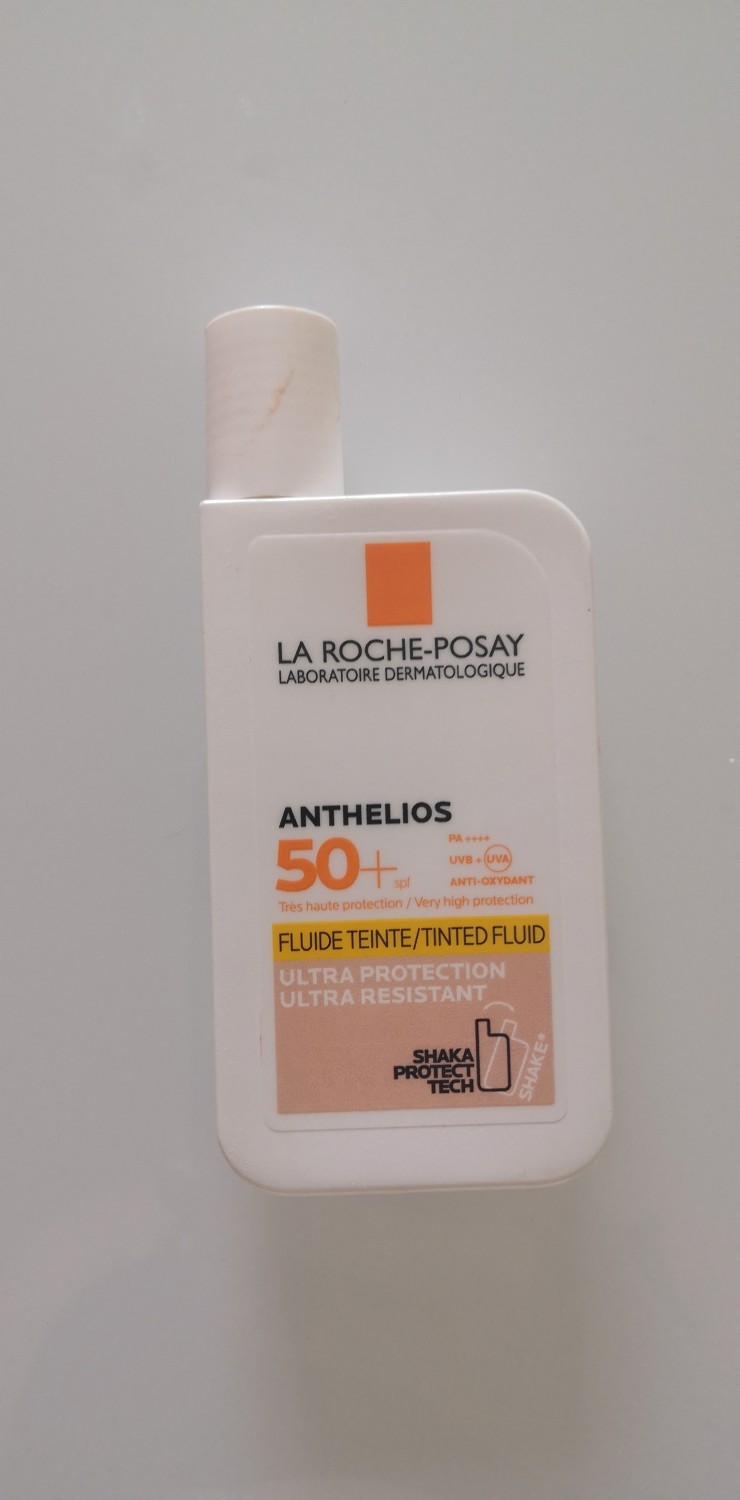 LA ROCHE-POSAY
LABORATOIRE DERMATOLOGIQUE
ANTHELIOS
50+ spf
PA ++++
UVB + UVA
ANTI-OXYDANT
Très haute protection / Very high protection
FLUIDE TEINTE/TINTED FLUID
ULTRA PROTECTION
ULTRA RESISTANT
SHAKA
PROTECT
TECH
SHAKE*